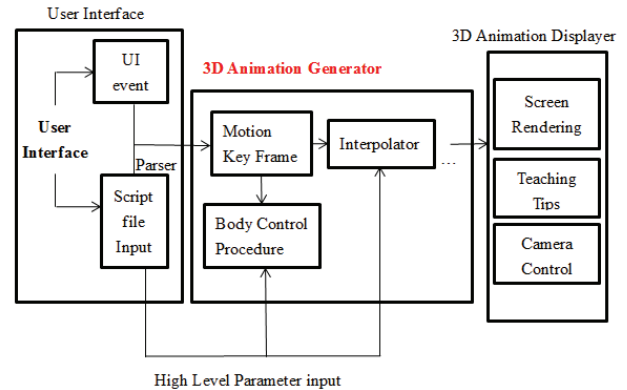 User Interface
UI
event
User
Interface
Parser
Script
file
Input
3D Animation Generator
Motion
Key Frame
Interpolator
...
Body Control
Procedure
3D Animation Displayer
Screen
Rendering
Teaching
Tips
Camera
Control
High Level Parameter input